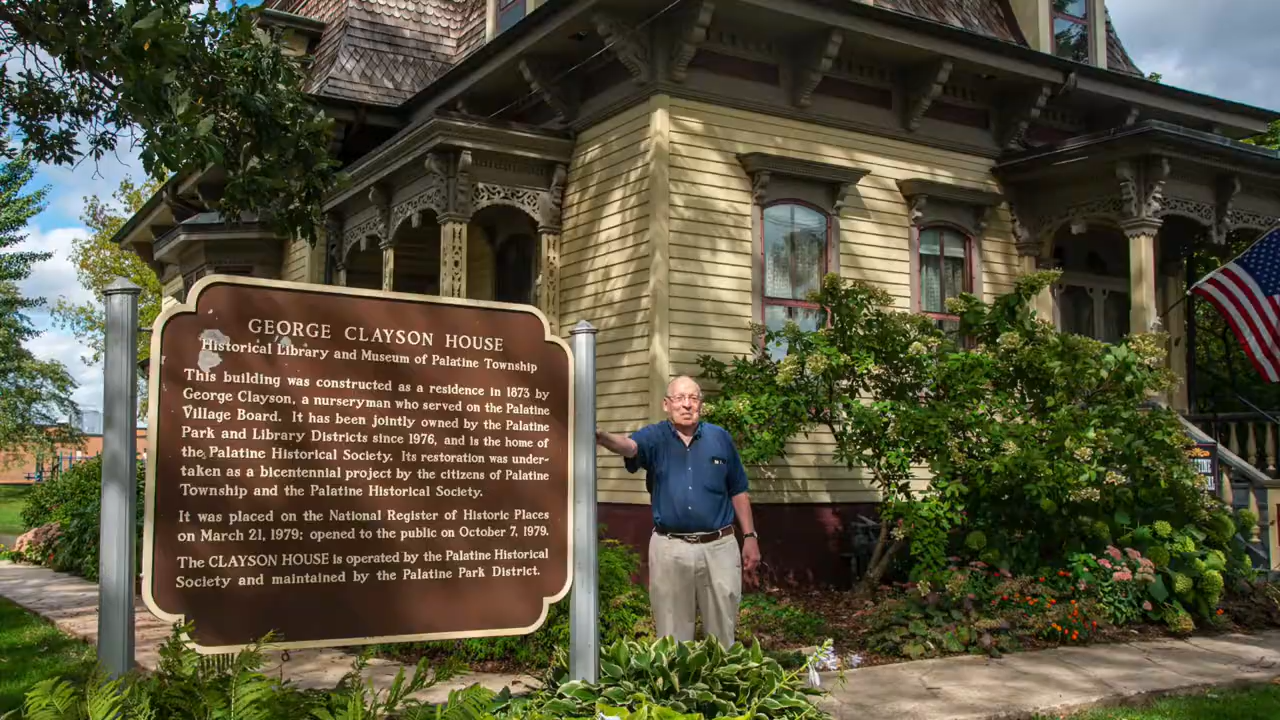 GEORGE CLAYSON HOUSE
Historical Library and Museum of Palatine Township
This building was constructed as a residence in 1873 by
George Clayson, a nurseryman who served on the Palatine
Village Board. It has been jointly owned by the Palatine
Park and Library Districts since 1976, and is the home of
the Palatine Historical Society. Its restoration was under-
taken as a bicentennial project by the citizens of Palatine
Township and the Palatine Historical Society.
It was placed on the National Register of Historic Places
on March 21, 1979; opened to the public on October 7, 1979.
The CLAYSON HOUSE is operated by the Palatine Historical
Society and maintained by the Palatine Park District.